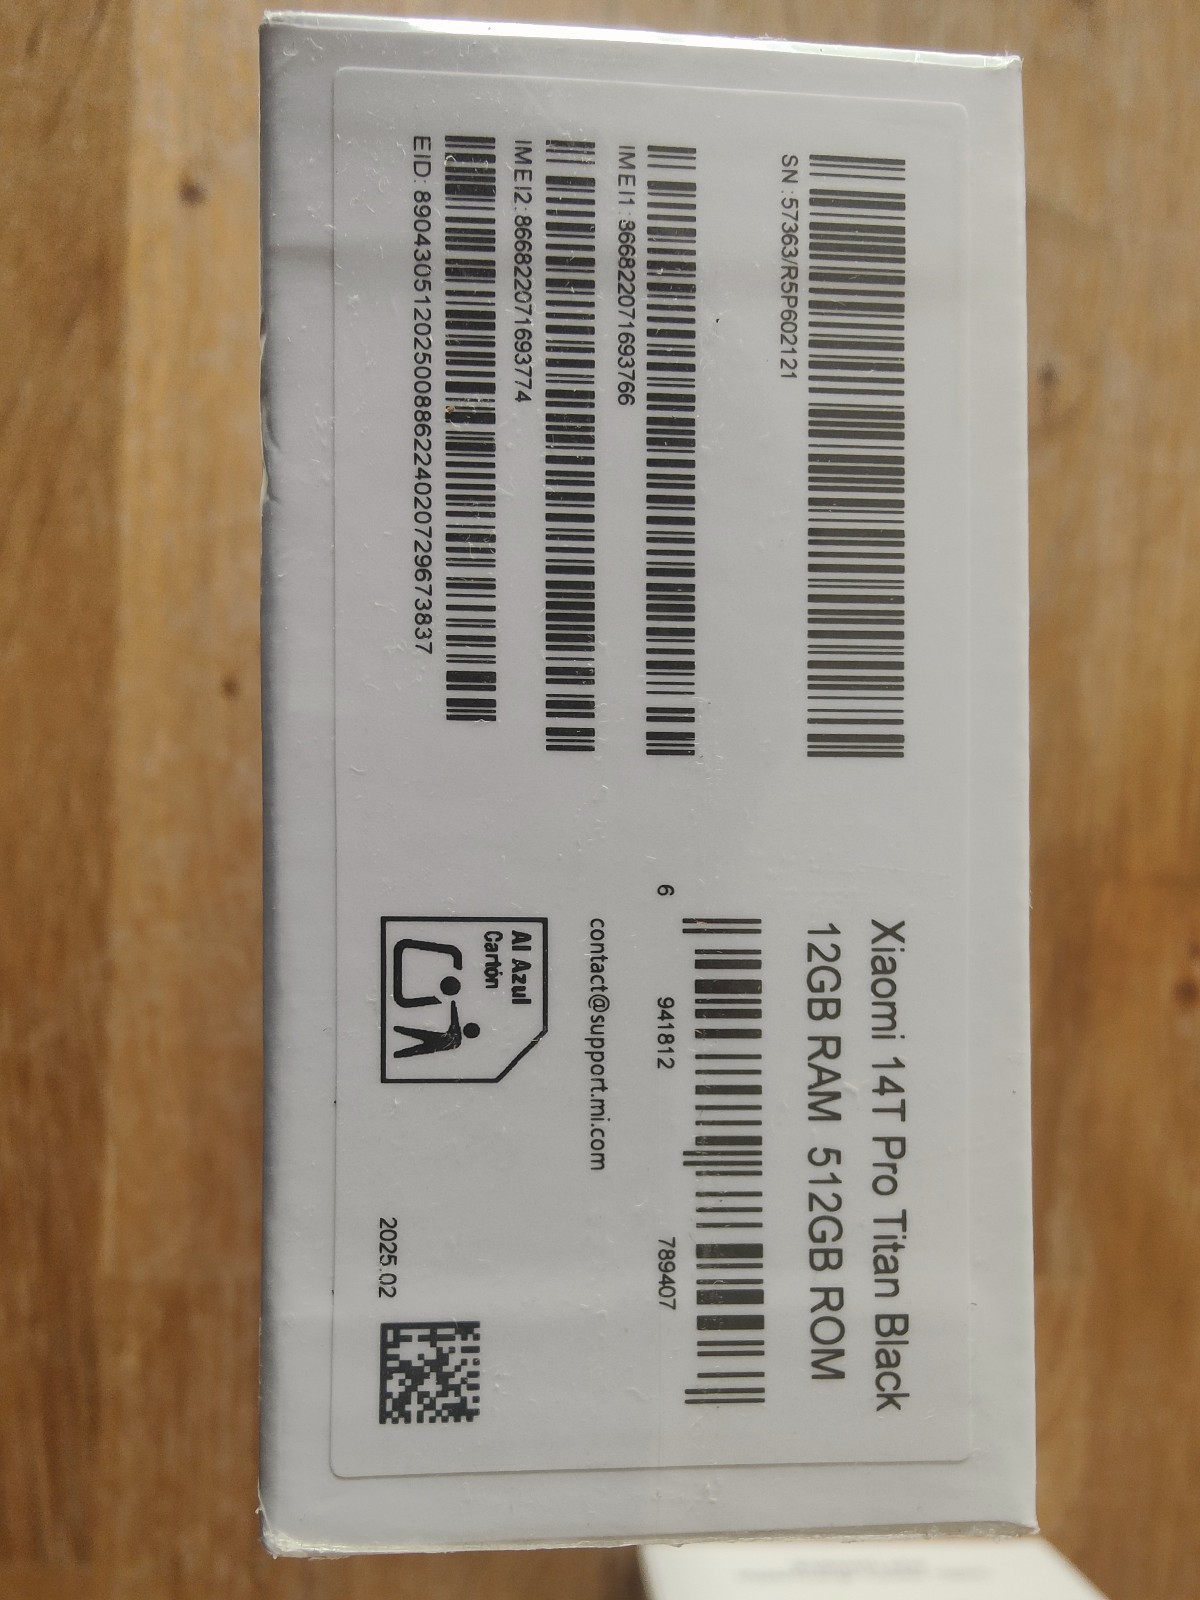 Xiaomi 14T Pro Titan Black
12GB RAM 512GB ROM
SN:57363/R5P602121
6 941812 789407
IMEI1:866822071693766
IMEI2:866822071693774
EID: 89043051202500886224020729673837
contact@support.mi.com
Al Azul
Cartón
2025.02